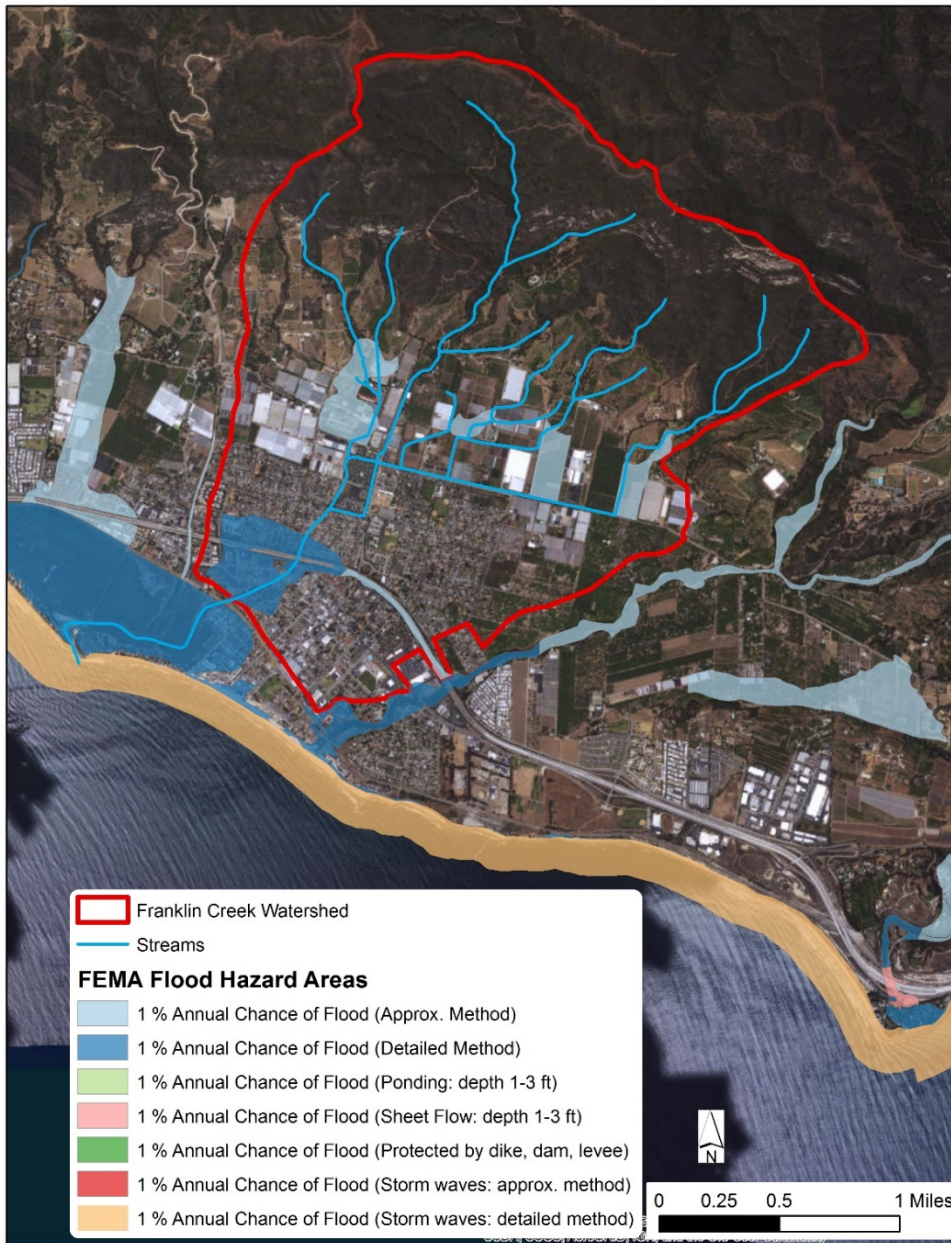 Franklin Creek Watershed
Streams
FEMA Flood Hazard Areas
1 % Annual Chance of Flood (Approx. Method)
1 % Annual Chance of Flood (Detailed Method)
1 % Annual Chance of Flood (Ponding: depth 1-3 ft)
1 % Annual Chance of Flood (Sheet Flow: depth 1-3 ft)
1 % Annual Chance of Flood (Protected by dike, dam, levee)
1 % Annual Chance of Flood (Storm waves: approx. method)
1 % Annual Chance of Flood (Storm waves: detailed method)
N
0 0.25 0.5 1 Miles